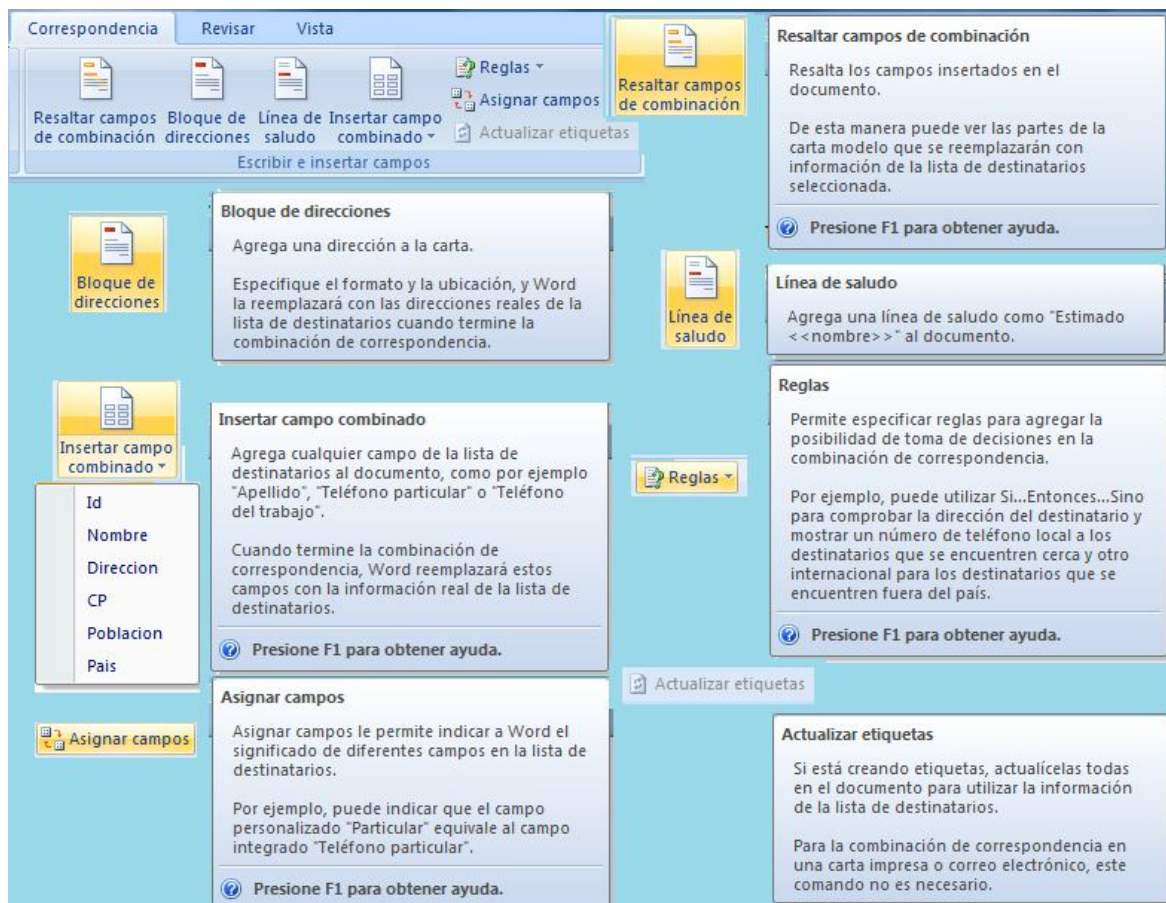 Correspondencia
Revisar
Vista
Resaltar campos
de combinación
Bloque de
direcciones
Línea de
saludo
Insertar campo
combinado
Reglas
Asignar campos
Actualizar etiquetas
Escribir e insertar campos
Resaltar campos
de combinación
Resaltar campos de combinación
Resalta los campos insertados en el
documento.
De esta manera puede ver las partes de la
carta modelo que se reemplazarán con
información de la lista de destinatarios
seleccionada.
Presione F1 para obtener ayuda.
Bloque de
direcciones
Bloque de direcciones
Agrega una dirección a la carta.
Especifique el formato y la ubicación, y Word
la reemplazará con las direcciones reales de la
lista de destinatarios cuando termine la
combinación de correspondencia.
Línea de
saludo
Línea de saludo
Agrega una línea de saludo como "Estimado
<<nombre>>" al documento.
Insertar campo
combinado
Id
Nombre
Direccion
CP
Poblacion
Pais
Insertar campo combinado
Agrega cualquier campo de la lista de
destinatarios al documento, como por ejemplo
"Apellido", "Teléfono particular" o "Teléfono
del trabajo".
Cuando termine la combinación de
correspondencia, Word reemplazará estos
campos con la información real de la lista de
destinatarios.
Presione F1 para obtener ayuda.
Reglas
Reglas
Permite especificar reglas para agregar la
posibilidad de toma de decisiones en la
combinación de correspondencia.
Por ejemplo, puede utilizar Si...Entonces...Sino
para comprobar la dirección del destinatario y
mostrar un número de teléfono local a los
destinatarios que se encuentren cerca y otro
internacional para los destinatarios que se
encuentren fuera del país.
Presione F1 para obtener ayuda.
Asignar campos
Asignar campos
Asignar campos le permite indicar a Word el
significado de diferentes campos en la lista de
destinatarios.
Por ejemplo, puede indicar que el campo
personalizado "Particular" equivale al campo
integrado "Teléfono particular".
Presione F1 para obtener ayuda.
Actualizar etiquetas
Actualizar etiquetas
Si está creando etiquetas, actualícelas todas
en el documento para utilizar la información
de la lista de destinatarios.
Para la combinación de correspondencia en
una carta impresa o correo electrónico, este
comando no es necesario.